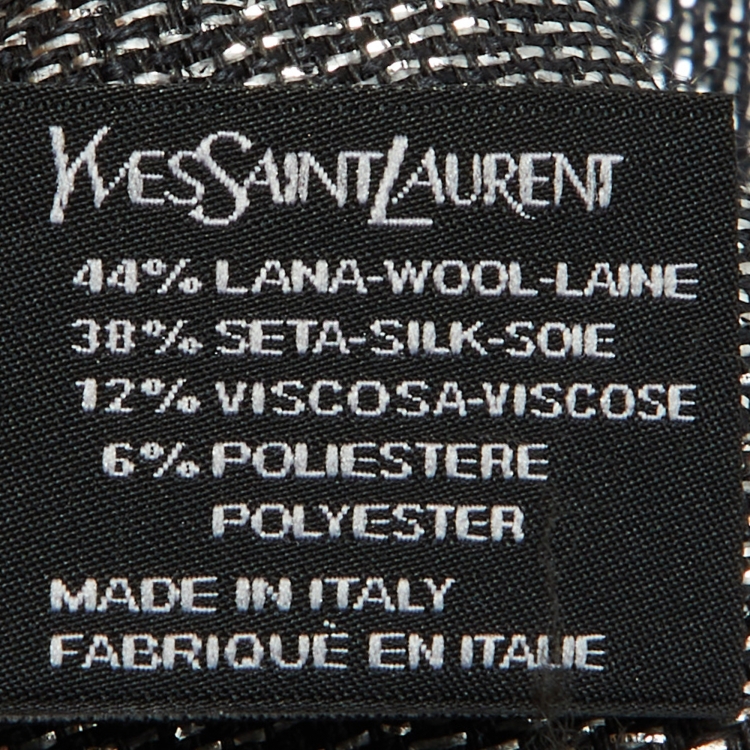 YVES SAINT LAURENT
44% LANA-WOOL-LAINE
38% SETA-SILK-SOIE
12% VISCOSA-VISCOSE
6% POLIESTERE
POLYESTER
MADE IN ITALY
FABRIQUË EN ITALIE